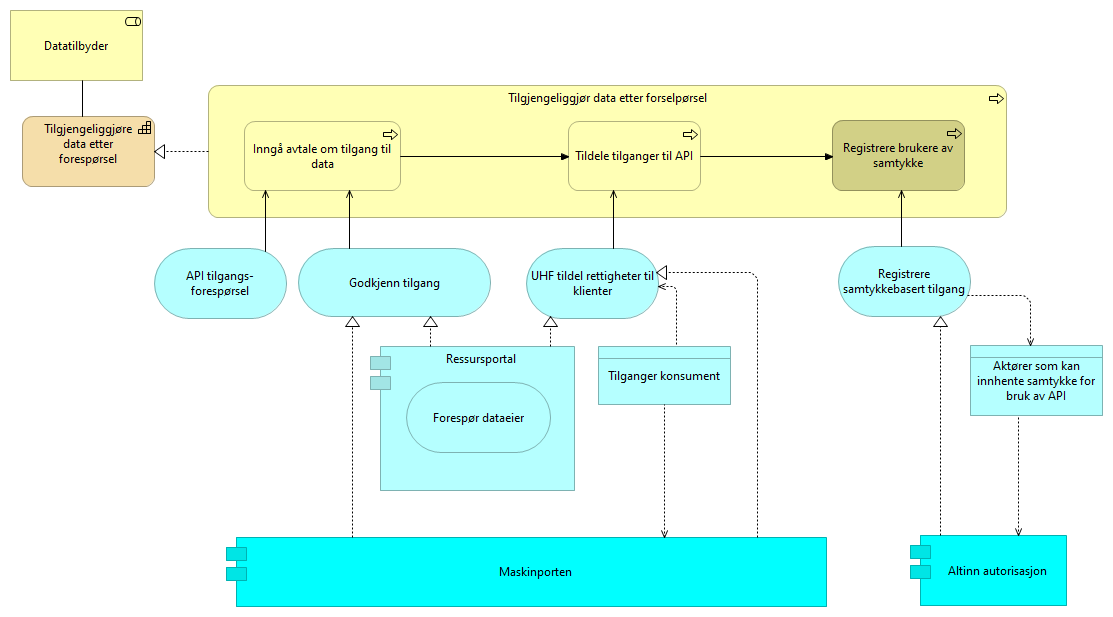 Datatilbyder
Tilgjengeliggjøre
data etter
forespørsel
Tilgjengeliggjør data etter forselpørsel
Inngå avtale om tilgang til
data
Tildele tilganger til API
Registrere brukere av
samtykke
API tilgangs-
forespørsel
Godkjenn tilgang
UHF tildel rettigheter til
klienter
Registrere
samtykkebasert tilgang
Ressursportal
Forespør dataeier
Tilganger konsument
Aktører som kan
innhente samtykke for
bruk av API
Maskinporten
Altinn autorisasjon